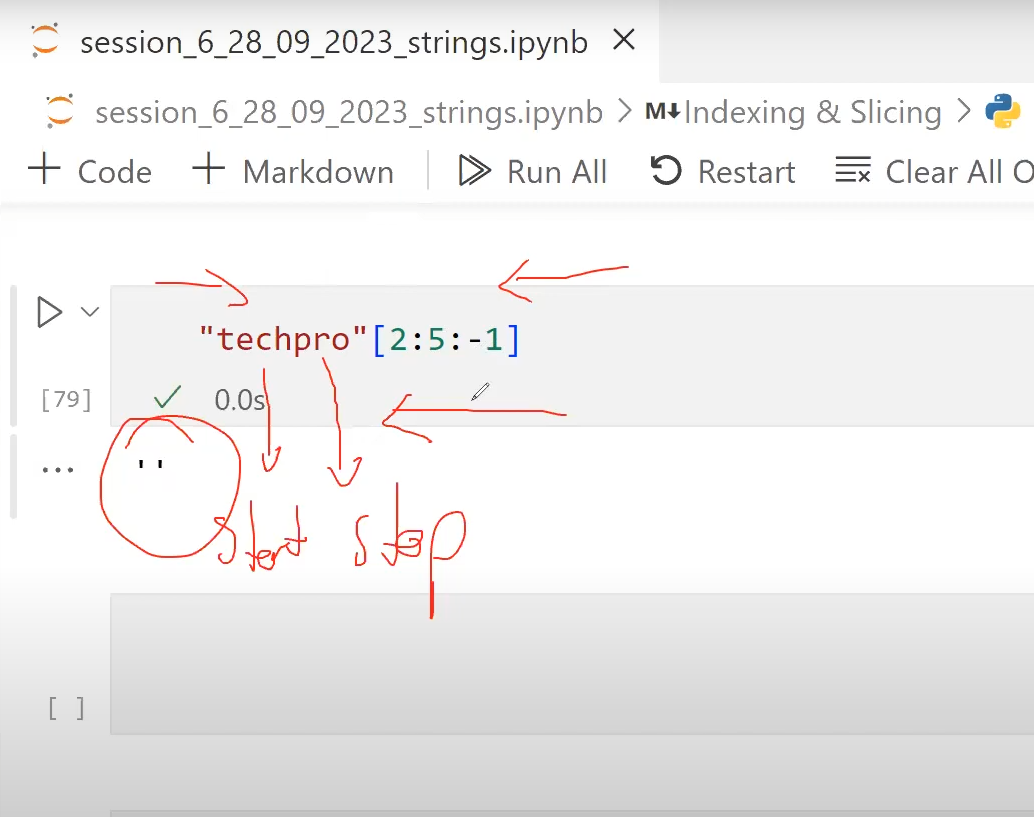 session_6_28_09_2023_strings.ipynb ×
session_6_28_09_2023_strings.ipynb > M↓Indexing & Slicing >
+ Code + Markdown Run All Restart Clear All O
"techpro"[2:5:-1]
[79] ✓ 0.0s
... ''
start stop
[ ]